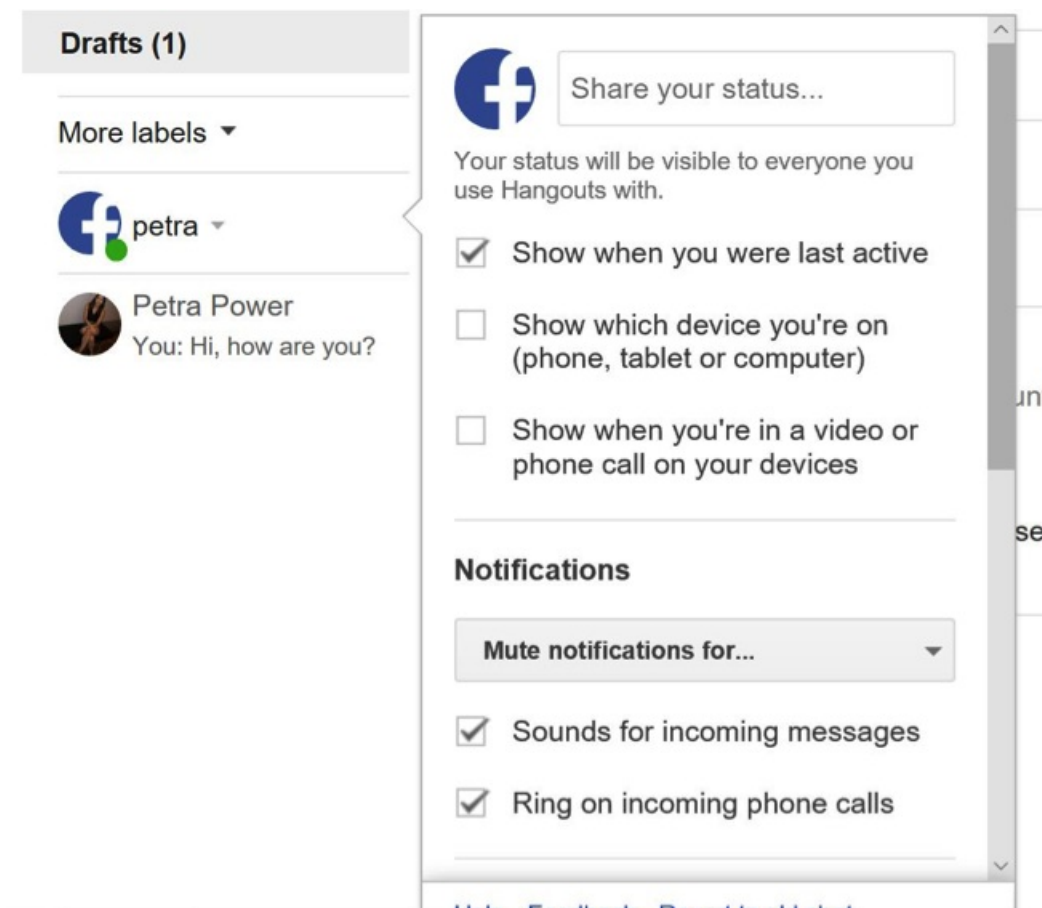 Drafts (1)
More labels
petra
Petra Power
You: Hi, how are you?
Share your status...
Your status will be visible to everyone you
use Hangouts with.
Show when you were last active
Show which device you're on
(phone, tablet or computer)
Show when you're in a video or
phone call on your devices
Notifications
Mute notifications for...
Sounds for incoming messages
Ring on incoming phone calls